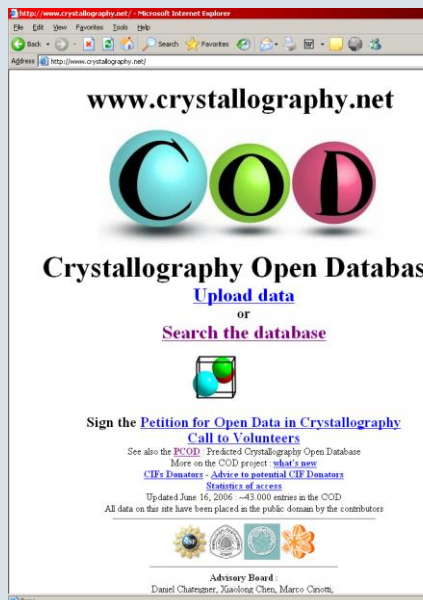 http://www.crystallography.net/ - Microsoft Internet Explorer
File Edit View Favorites Tools Help
Back Search Favorites
Address http://www.crystallography.net/
www.crystallography.net
COD
Crystallography Open Databas
Upload data
or
Search the database
Sign the Petition for Open Data in Crystallography
Call to Volunteers
See also the PCOD : Predicted Crystallography Open Database
More on the COD project : what's new
CIFs Donators - Advice to potential CIF Donators
Statistics of access
Updated June 16, 2006 : ~43.000 entries in the COD
All data on this site have been placed in the public domain by the contributors
Advisory Board :
Daniel Chateigner, Xiaolong Chen, Marco Ciriotti,